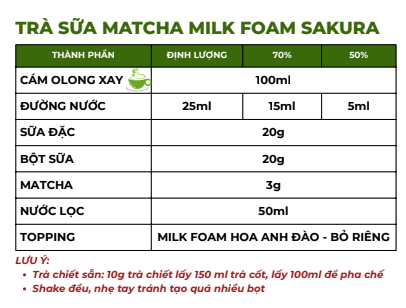 TRÀ SỮA MATCHA MILK FOAM SAKURA
THÀNH PHẦN ĐỊNH LƯỢNG 70% 50%
CÁM OLONG XAY 100ml
ĐƯỜNG NƯỚC 25ml 15ml 5ml
SỮA ĐẶC 20g
BỘT SỮA 20g
MATCHA 3g
NƯỚC LỌC 50ml
TOPPING MILK FOAM HOA ANH ĐÀO - BỎ RIÊNG
LƯU Ý:
• Trà chiết sẵn: 10g trà chiết lấy 150 ml trà cốt, lấy 100ml để pha chế
• Shake đều, nhẹ tay tránh tạo quá nhiều bọt